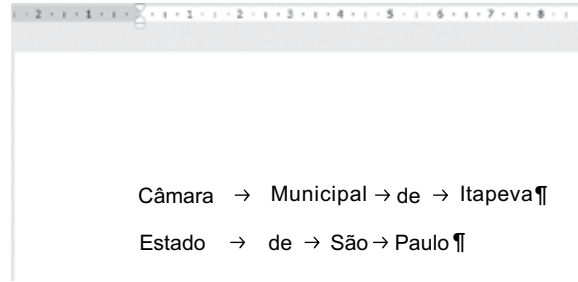 2 1 1 2 3 4 5 6 7 8
Câmara → Municipal → de → Itapeva¶
Estado → de → São → Paulo¶